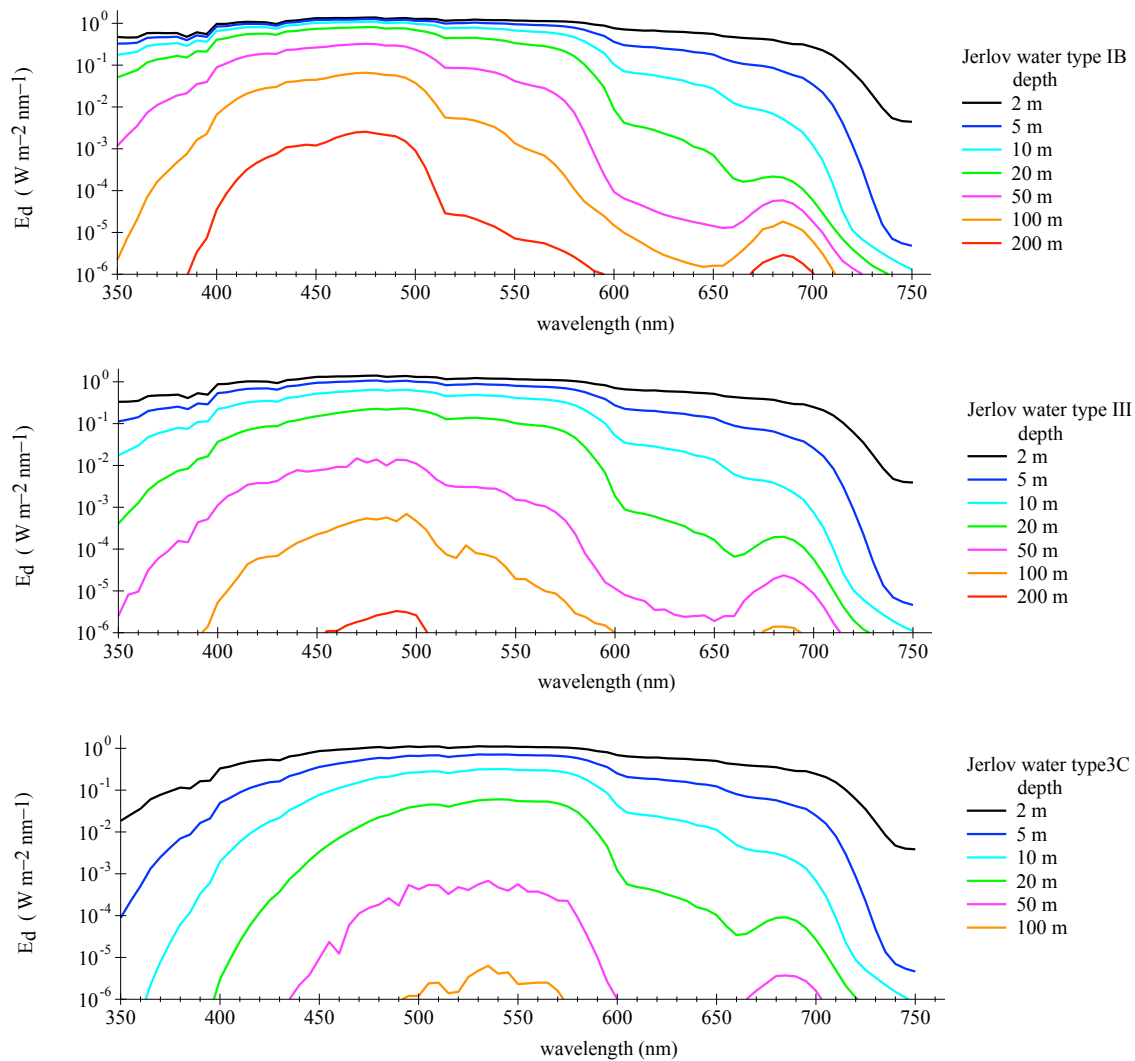 10⁰
10⁻¹
10⁻²
10⁻³
10⁻⁴
10⁻⁵
10⁻⁶
Ed ( W m−2 nm−1)
350 400 450 500 550 600 650 700 750
wavelength (nm)
Jerlov water type IB
depth
2 m
5 m
10 m
20 m
50 m
100 m
200 m
10⁰
10⁻¹
10⁻²
10⁻³
10⁻⁴
10⁻⁵
10⁻⁶
Ed ( W m−2 nm−1)
350 400 450 500 550 600 650 700 750
wavelength (nm)
Jerlov water type III
depth
2 m
5 m
10 m
20 m
50 m
100 m
200 m
10⁰
10⁻¹
10⁻²
10⁻³
10⁻⁴
10⁻⁵
10⁻⁶
Ed ( W m−2 nm−1)
350 400 450 500 550 600 650 700 750
wavelength (nm)
Jerlov water type3C
depth
2 m
5 m
10 m
20 m
50 m
100 m